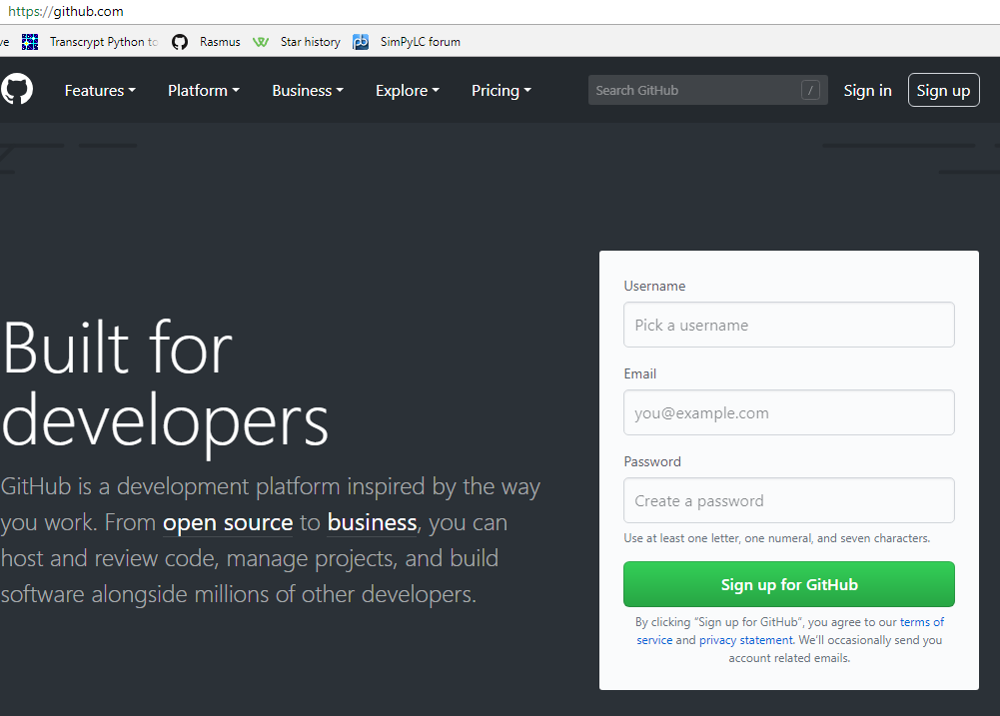 https://github.com
ve Transcrypt Python to Rasmus Star history SimPyLC forum
Features Platform Business Explore Pricing Search GitHub / Sign in Sign up
Username
Pick a username
Email
you@example.com
Password
Create a password
Use at least one letter, one numeral, and seven characters.
Sign up for GitHub
By clicking “Sign up for GitHub”, you agree to our terms of
service and privacy statement. We’ll occasionally send you
account related emails.
Built for
developers
GitHub is a development platform inspired by the way
you work. From open source to business, you can
host and review code, manage projects, and build
software alongside millions of other developers.